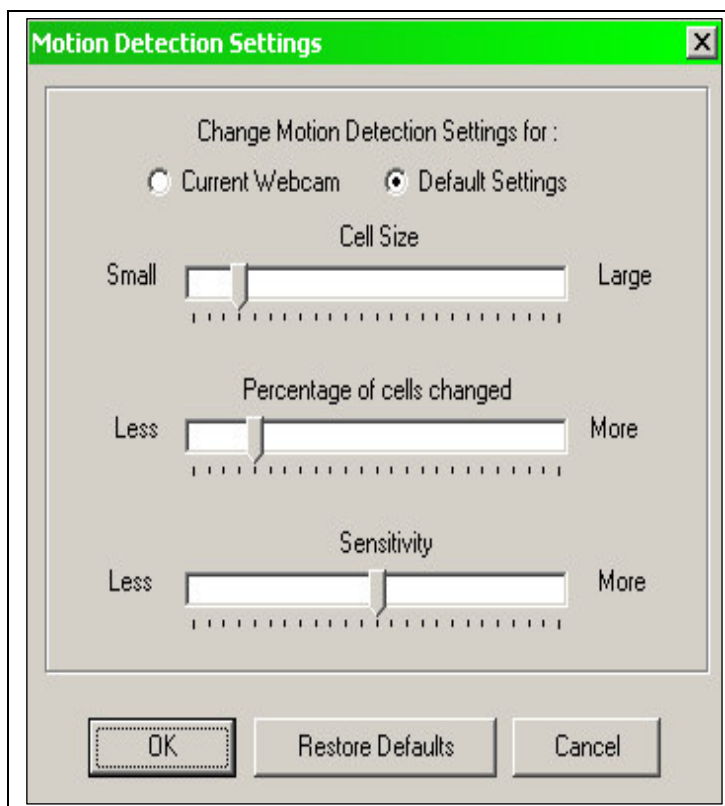 Motion Detection Settings
Change Motion Detection Settings for :
Current Webcam Default Settings
Cell Size
Small Large
Percentage of cells changed
Less More
Sensitivity
Less More
OK Restore Defaults Cancel